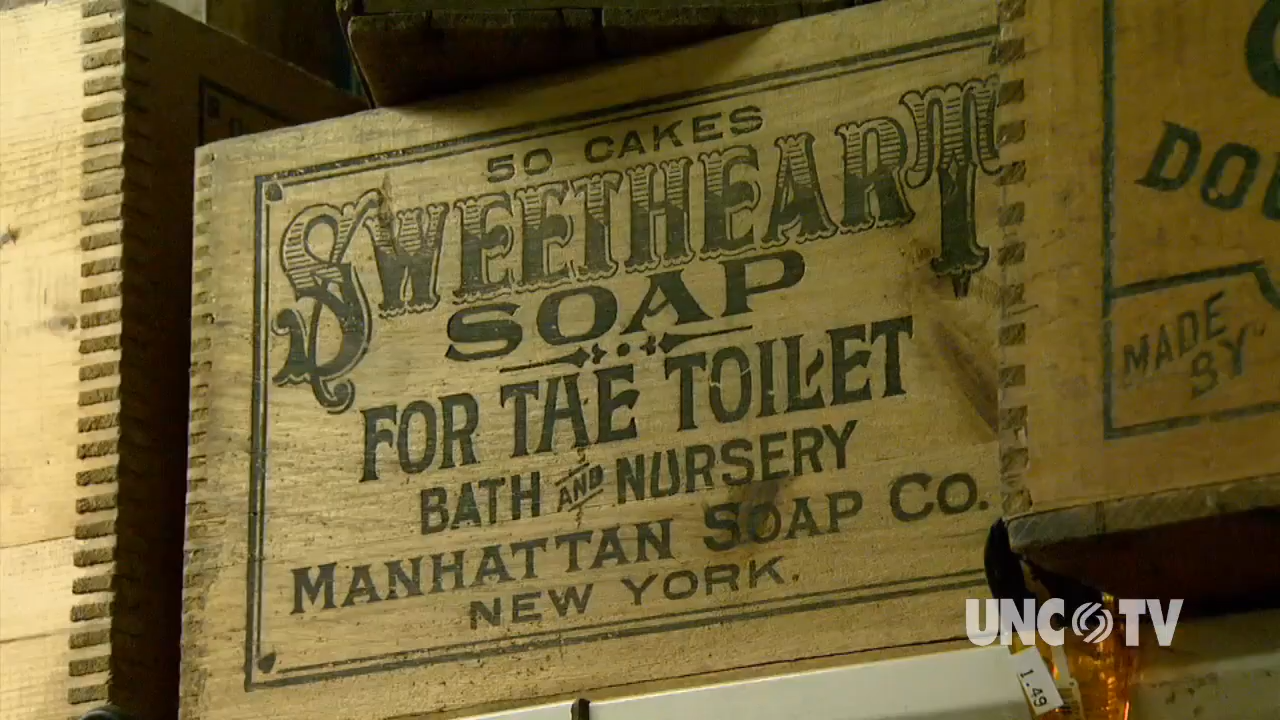 50 CAKES
SWEETHEART
SOAP
FOR THE TOILET
BATH AND NURSERY
MANHATTAN SOAP CO.
NEW YORK.
MADE
BY
UNC TV
1.49